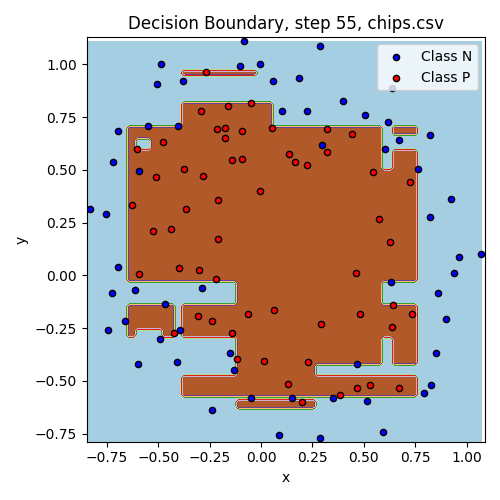 Decision Boundary, step 55, chips.csv
Class N
Class P
1.00
0.75
0.50
0.25
0.00
−0.25
−0.50
−0.75
y
−0.75 −0.50 −0.25 0.00 0.25 0.50 0.75 1.00
x